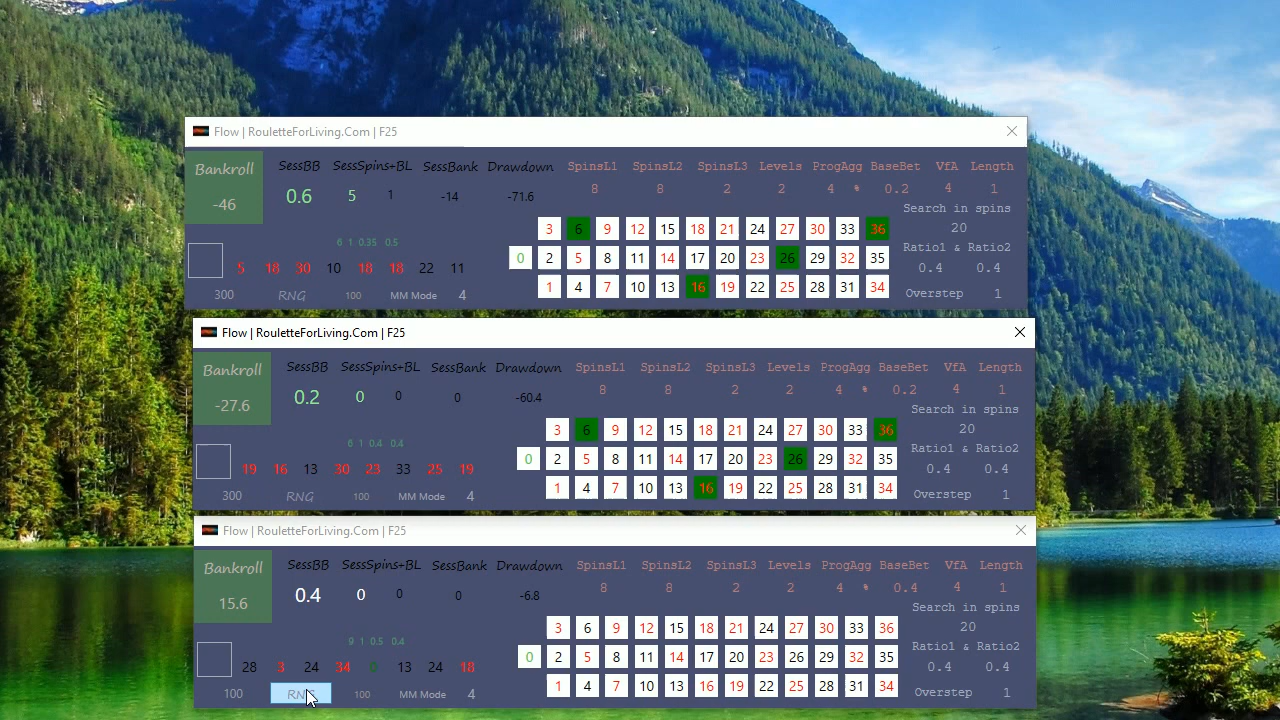 Flow | RouletteForLiving.Com | F25
Bankroll SessBB SessSpins+BL SessBank Drawdown SpinsL1 SpinsL2 SpinsL3 Levels ProgAgg BaseBet VfA Length
-46 0.6 5 1 -14 -71.6 8 8 2 2 4 % 0.2 4 1
Search in spins
3 6 9 12 15 18 21 24 27 30 33 36 20
6 1 0.35 0.5 Ratio1 & Ratio2
0 2 5 8 11 14 17 20 23 26 29 32 35
5 18 30 10 18 18 22 11 0.4 0.4
1 4 7 10 13 16 19 22 25 28 31 34
300 RNG 100 MM Mode 4 Overstep 1
Flow | RouletteForLiving.Com | F25
Bankroll SessBB SessSpins+BL SessBank Drawdown SpinsL1 SpinsL2 SpinsL3 Levels ProgAgg BaseBet VfA Length
-27.6 0.2 0 0 0 -60.4 8 8 2 2 4 % 0.2 4 1
Search in spins
3 6 9 12 15 18 21 24 27 30 33 36 20
6 1 0.4 0.4 Ratio1 & Ratio2
0 2 5 8 11 14 17 20 23 26 29 32 35
19 16 13 30 23 33 25 19 0.4 0.4
1 4 7 10 13 16 19 22 25 28 31 34
300 RNG 100 MM Mode 4 Overstep 1
Flow | RouletteForLiving.Com | F25
Bankroll SessBB SessSpins+BL SessBank Drawdown SpinsL1 SpinsL2 SpinsL3 Levels ProgAgg BaseBet VfA Length
15.6 0.4 0 0 0 -6.8 8 8 2 2 4 % 0.4 4 1
Search in spins
3 6 9 12 15 18 21 24 27 30 33 36 20
9 1 0.5 0.4 Ratio1 & Ratio2
0 2 5 8 11 14 17 20 23 26 29 32 35
28 3 24 34 0 13 24 18 0.4 0.4
1 4 7 10 13 16 19 22 25 28 31 34
100 RNG 100 MM Mode 4 Overstep 1